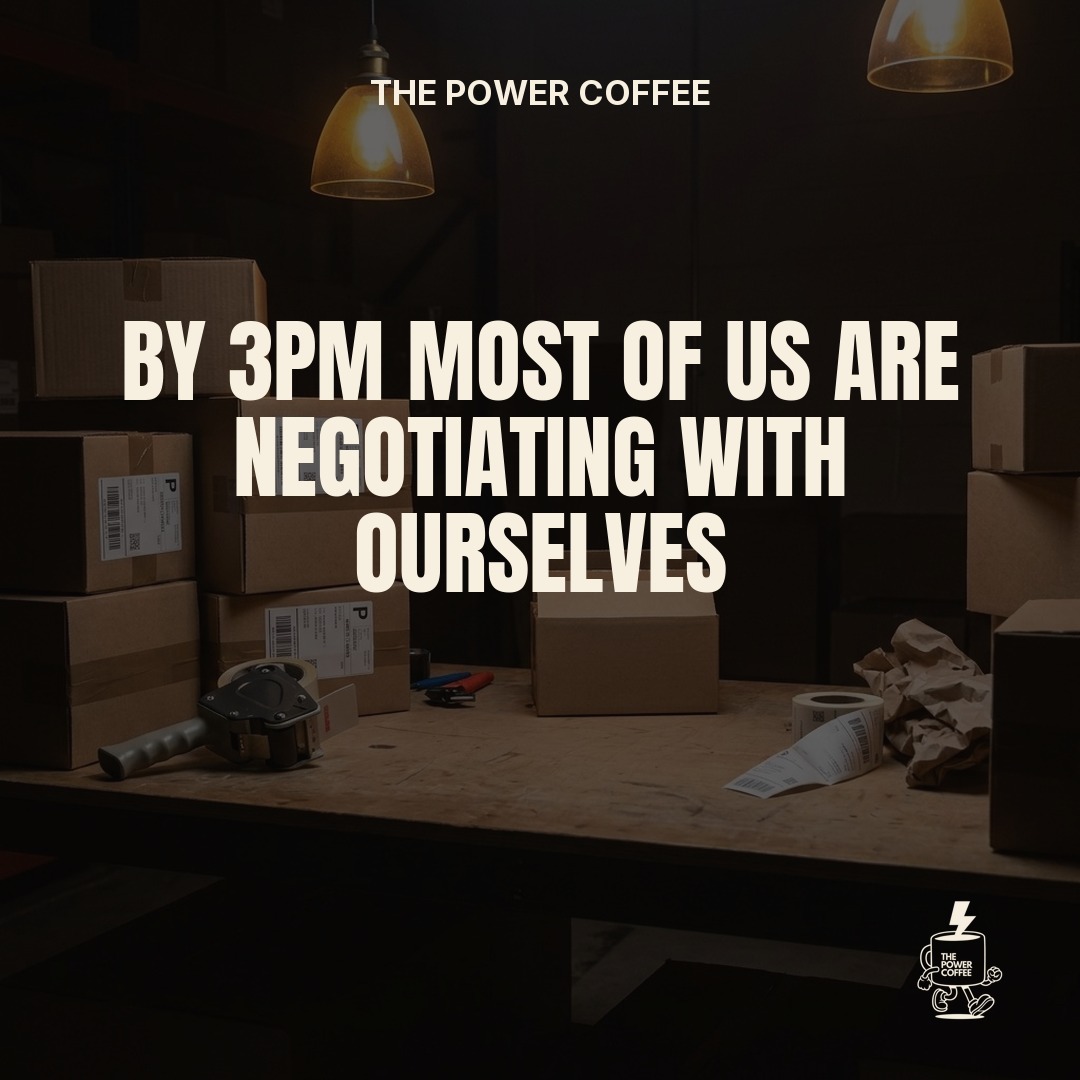 THE POWER COFFEE
BY 3PM MOST OF US ARE
NEGOTIATING WITH
OURSELVES
P
P
THE
POWER
COFFEE